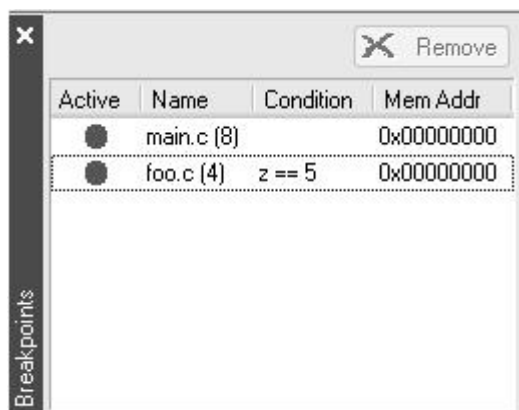 Remove
Active Name Condition Mem Addr
main.c (8) 0x00000000
foo.c (4) z == 5 0x00000000
Breakpoints